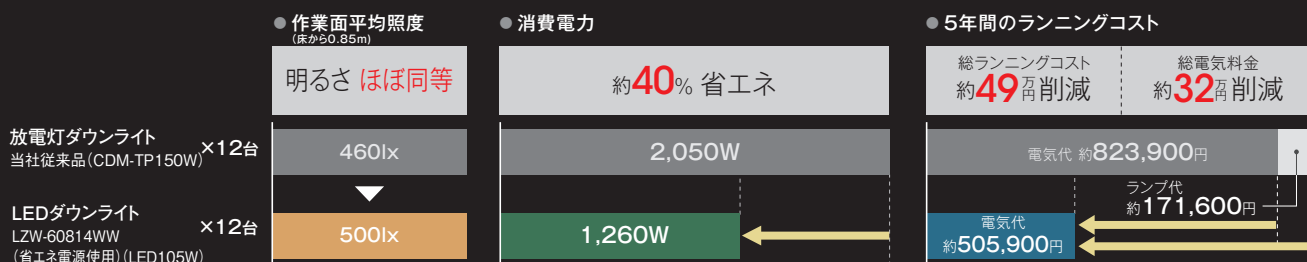 ● 作業面平均照度
(床から0.85m)
● 消費電力
● 5年間のランニングコスト
明るさ ほぼ同等
約40% 省エネ
総ランニングコスト
約49万円削減
総電気料金
約32万円削減
放電灯ダウンライト
当社従来品(CDM-TP150W)
×12台
460lx
2,050W
電気代 約823,900円
ランプ代
約171,600円
LEDダウンライト
LZW-60814WW
(省エネ電源使用)(LED105W)
×12台
500lx
1,260W
電気代
約505,900円